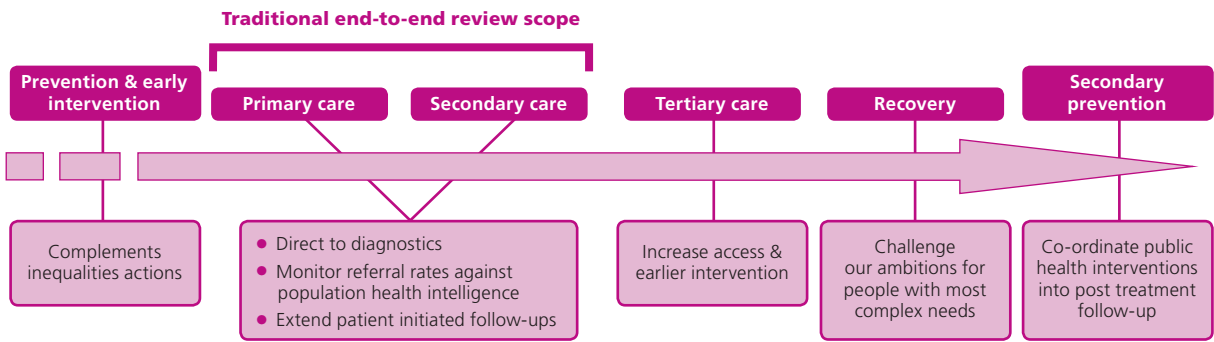 Traditional end-to-end review scope
Prevention & early
intervention
Primary care
Secondary care
Tertiary care
Recovery
Secondary
prevention
Complements
inequalities actions
● Direct to diagnostics
● Monitor referral rates against
population health intelligence
● Extend patient initiated follow-ups
Increase access &
earlier intervention
Challenge
our ambitions for
people with most
complex needs
Co-ordinate public
health interventions
into post treatment
follow-up